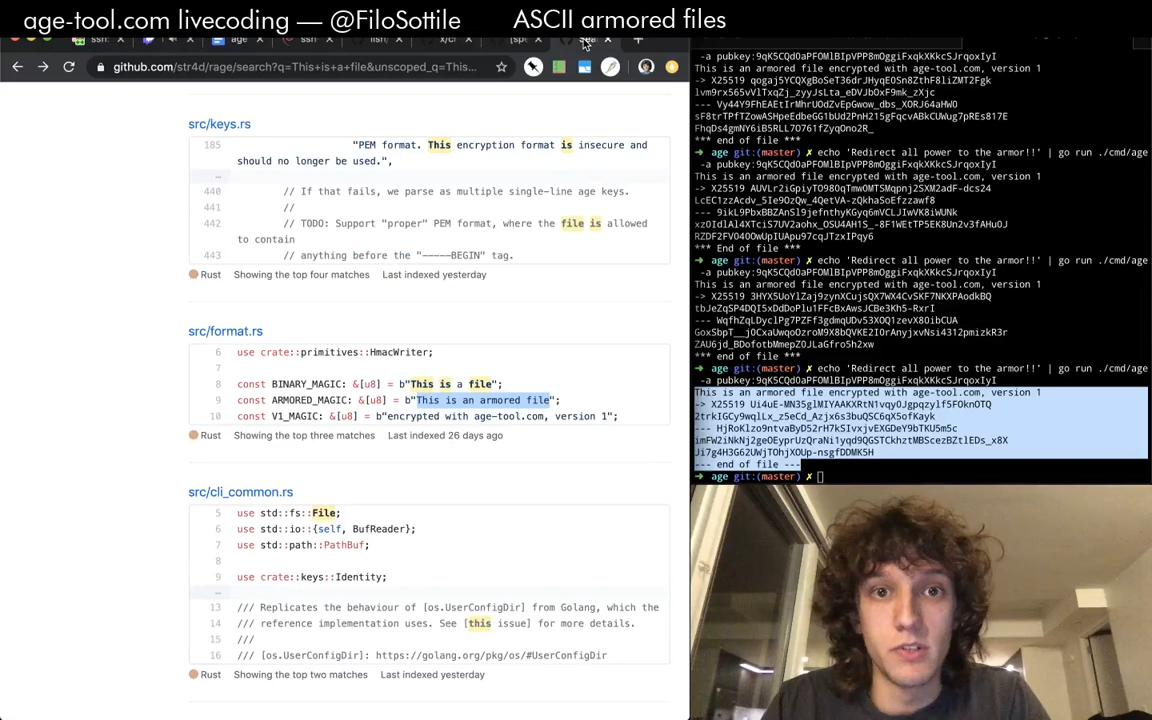 age-tool.com livecoding — @FiloSottile
ASCII armored files
github.com/str4d/rage/search?q=This+is+a+file&unscoped_q=This...
src/keys.rs
185 "PEM format. This encryption format is insecure and
should no longer be used.",
…
440 // If that fails, we parse as multiple single-line age keys.
441 //
442 // TODO: Support "proper" PEM format, where the file is allowed
to contain
443 // anything before the "-----BEGIN" tag.
Rust Showing the top four matches Last indexed yesterday
src/format.rs
6 use crate::primitives::HmacWriter;
7
8 const BINARY_MAGIC: &[u8] = b"This is a file";
9 const ARMORED_MAGIC: &[u8] = b"This is an armored file";
10 const V1_MAGIC: &[u8] = b"encrypted with age-tool.com, version 1";
Rust Showing the top three matches Last indexed 26 days ago
src/cli_common.rs
5 use std::fs::File;
6 use std::io::{self, BufReader};
7 use std::path::PathBuf;
8
9 use crate::keys::Identity;
…
13 /// Replicates the behaviour of [os.UserConfigDir] from Golang, which the
14 /// reference implementation uses. See [this issue] for more details.
15 ///
16 /// [os.UserConfigDir]: https://golang.org/pkg/os/#UserConfigDir
Rust Showing the top two matches Last indexed yesterday
-a pubkey:9qK5CQd0aPFOMlBIpVPP8mOggiFxqkXKkcSJrqoxIyI
This is an armored file encrypted with age-tool.com, version 1
*** end of file ***
➜ age git:(master) ✗ echo 'Redirect all power to the armor!!' | go run ./cmd/age
-a pubkey:9qK5CQd0aPFOMlBIpVPP8mOggiFxqkXKkcSJrqoxIyI
This is an armored file encrypted with age-tool.com, version 1
*** End of file ***
➜ age git:(master) ✗ echo 'Redirect all power to the armor!!' | go run ./cmd/age
-a pubkey:9qK5CQd0aPFOMlBIpVPP8mOggiFxqkXKkcSJrqoxIyI
This is an armored file encrypted with age-tool.com, version 1
*** end of file ***
➜ age git:(master) ✗ echo 'Redirect all power to the armor!!' | go run ./cmd/age
-a pubkey:9qK5CQd0aPFOMlBIpVPP8mOggiFxqkXKkcSJrqoxIyI
This is an armored file encrypted with age-tool.com, version 1
--- end of file ---
➜ age git:(master) ✗